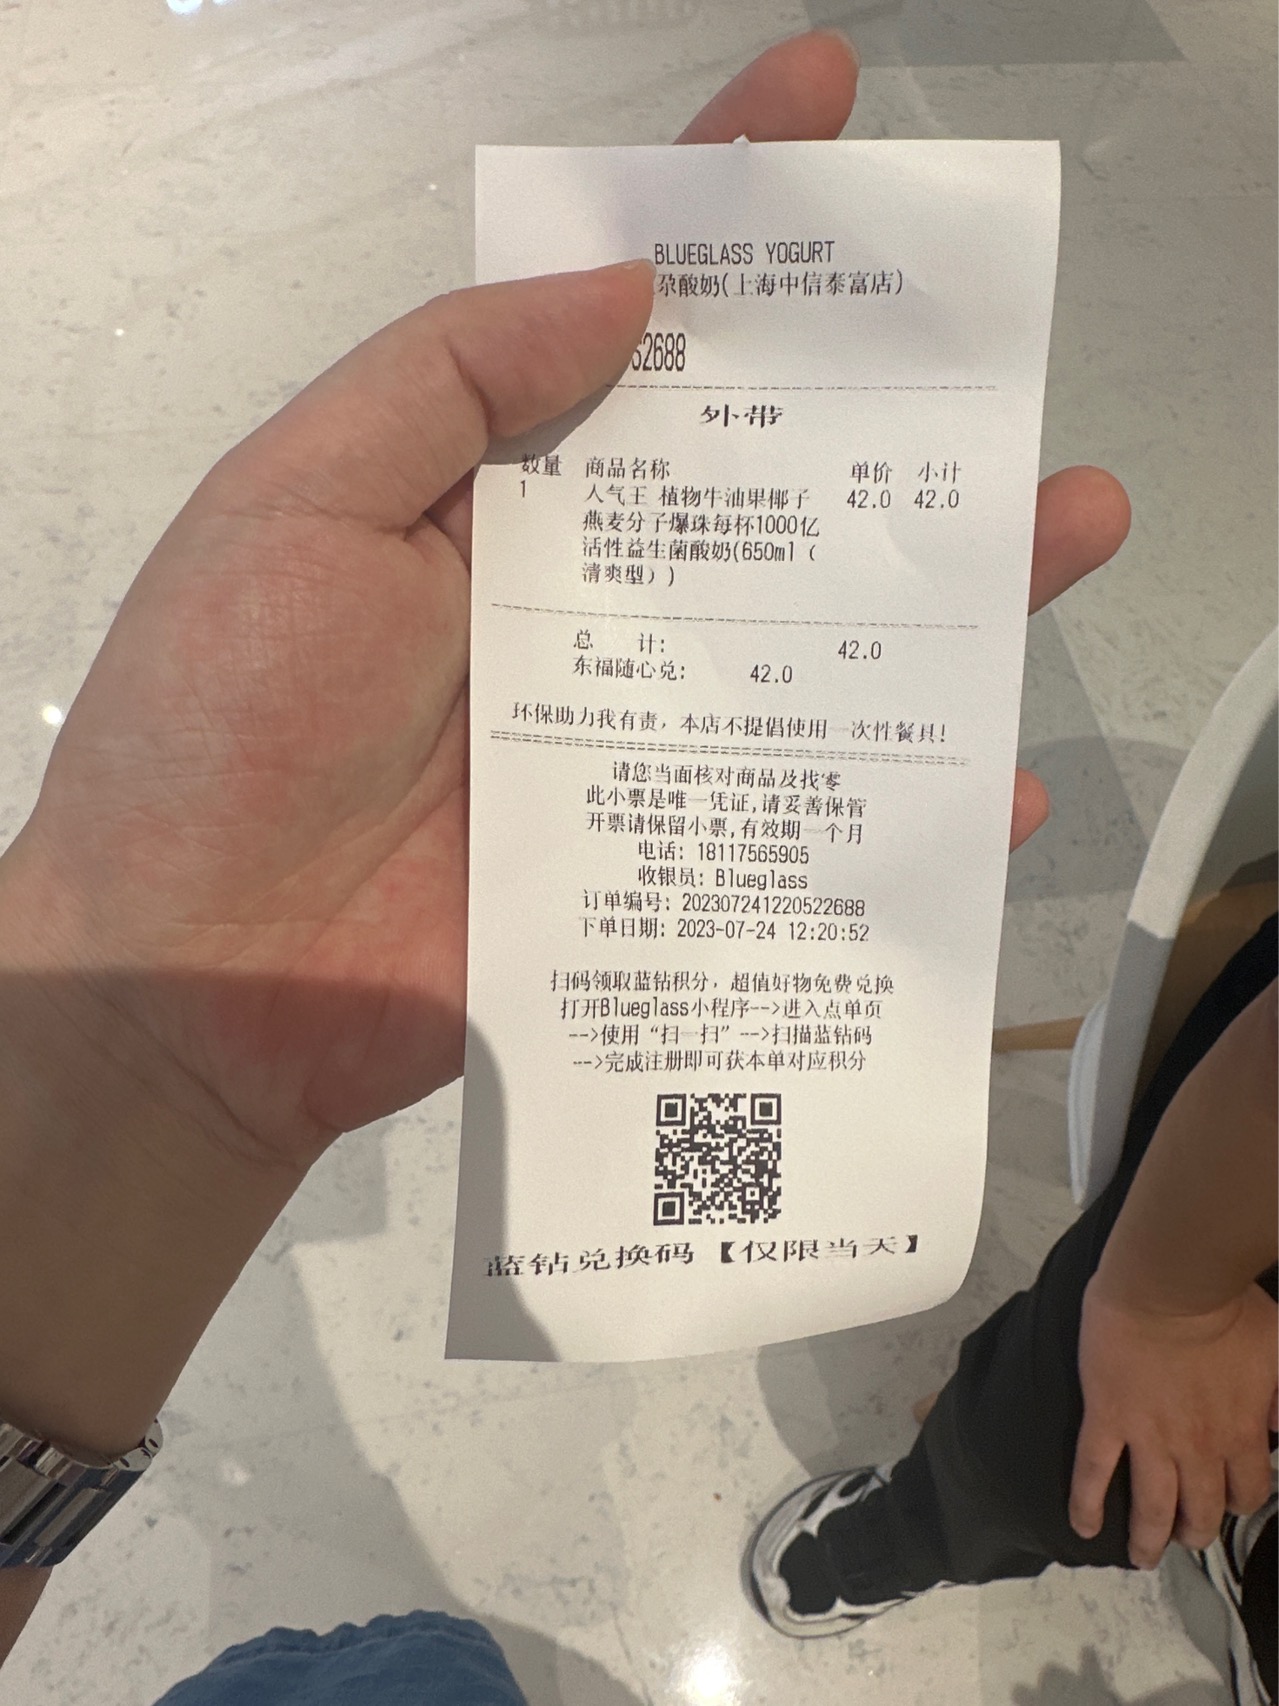 BLUEGLASS YOGURT
酸奶(上海中信泰富店)
2688
外带
数量 商品名称 单价 小计
1 人气王 植物牛油果椰子 42.0 42.0
燕麦分子爆珠每杯1000亿
活性益生菌酸奶(650ml（
清爽型）)
总 计: 42.0
东福随心兑: 42.0
环保助力我有责，本店不提倡使用一次性餐具!
请您当面核对商品及找零
此小票是唯一凭证,请妥善保管
开票请保留小票,有效期一个月
电话: 18117565905
收银员: Blueglass
订单编号: 202307241220522688
下单日期: 2023-07-24 12:20:52
扫码领取蓝钻积分，超值好物免费兑换
打开Blueglass小程序-->进入点单页
-->使用“扫一扫”-->扫描蓝钻码
-->完成注册即可获本单对应积分
蓝钻兑换码【仅限当天】